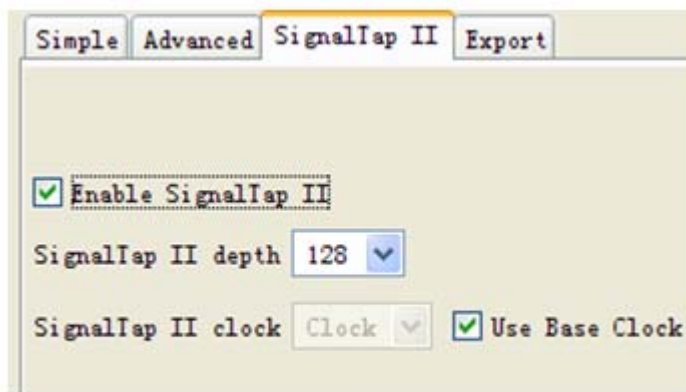 Simple Advanced SignalTap II Export
Enable SignalTap II
SignalTap II depth 128
SignalTap II clock Clock Use Base Clock